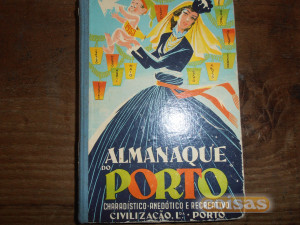 ALMANAQUE
DO PORTO
CHARADÍSTICO-ANEDÓTICO E RECREATIVO
CIVILIZAÇÃO, L.DA - PORTO